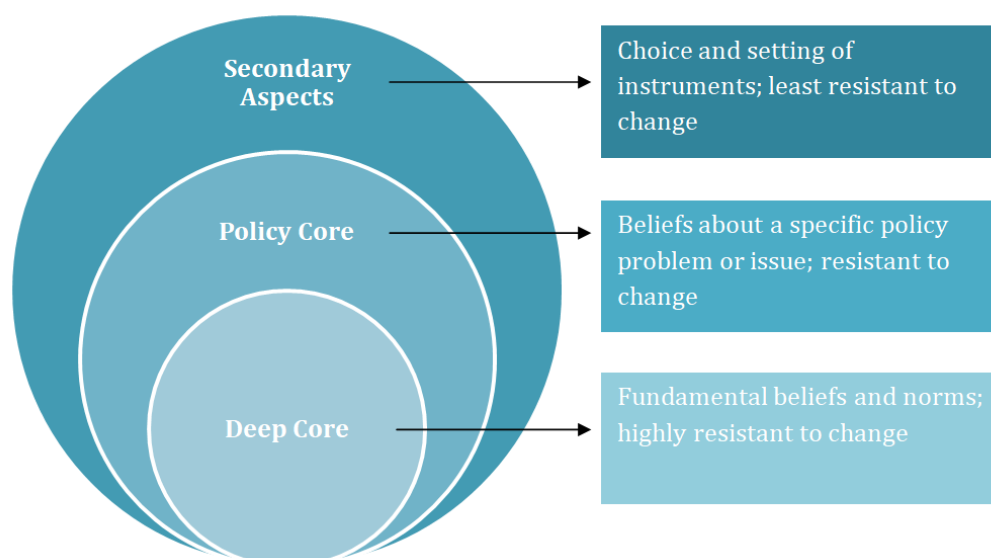 Secondary
Aspects
Choice and setting of
instruments; least resistant to
change
Policy Core
Beliefs about a specific policy
problem or issue; resistant to
change
Deep Core
Fundamental beliefs and norms;
highly resistant to change